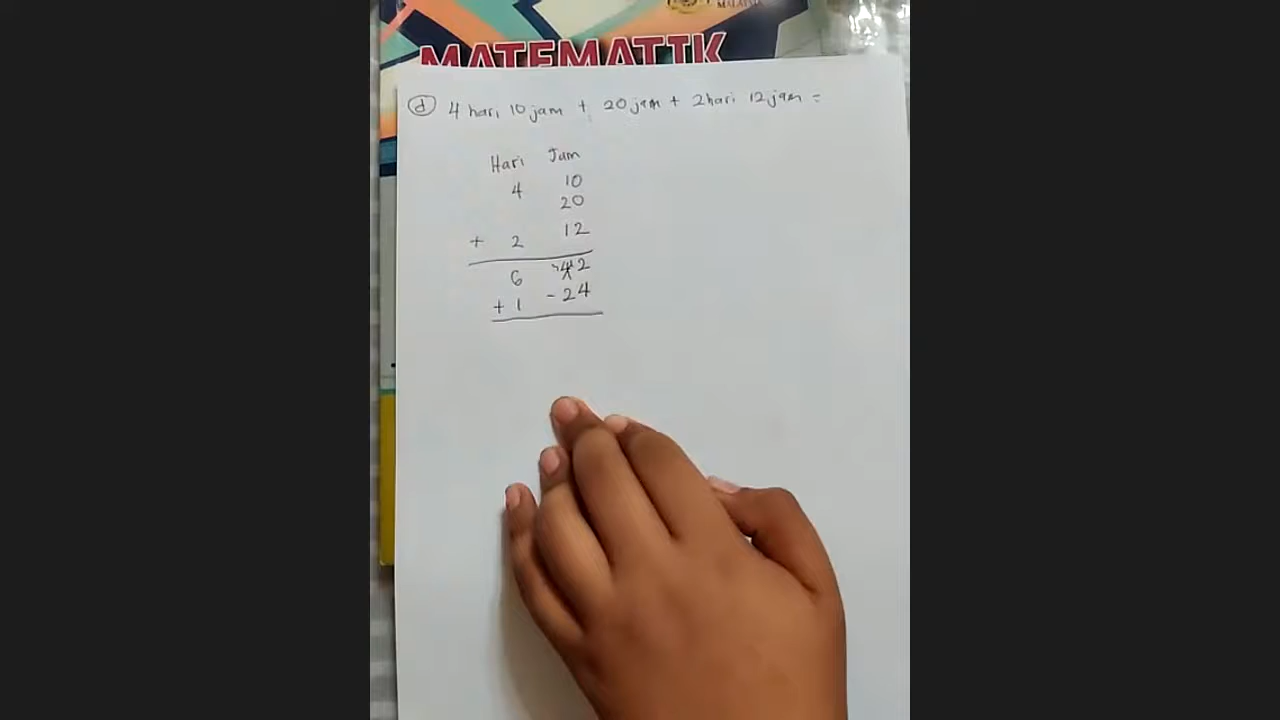 MALAYSIA
MATEMATIK
d 4 hari 10 jam + 20 jam + 2 hari 12 jam =
Hari Jam
4 10
20
+ 2 12
6 42
+ 1 - 24